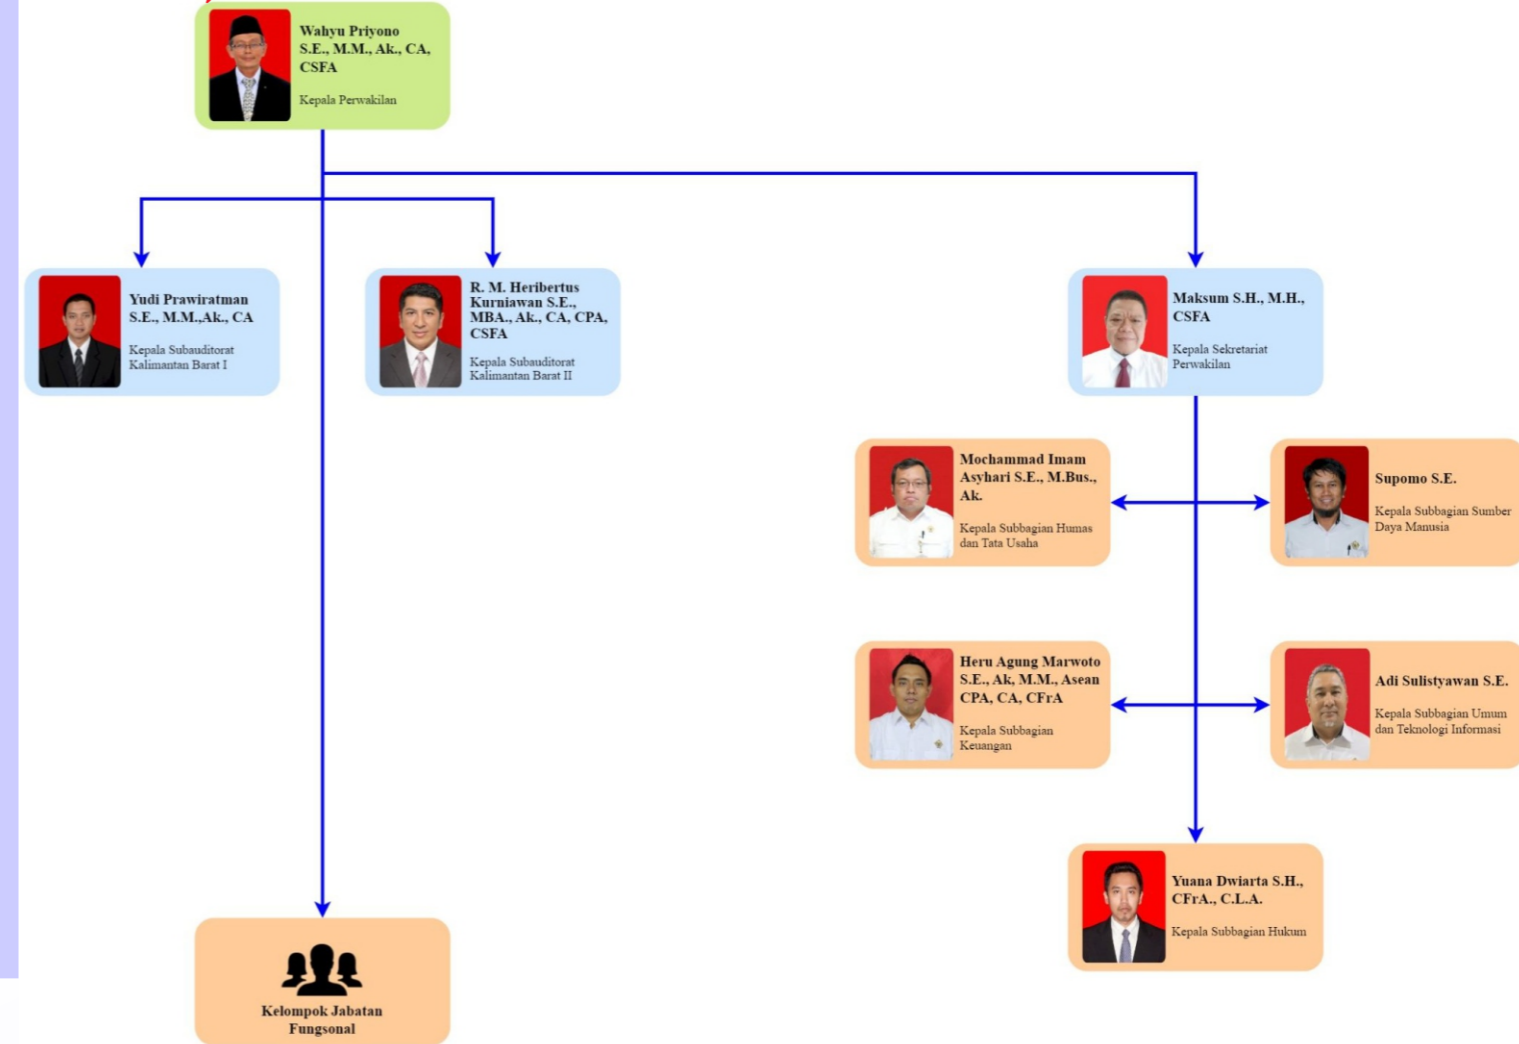 Wahyu Priyono
S.E., M.M., Ak., CA,
CSFA
Kepala Perwakilan
Yudi Prawiratman
S.E., M.M.,Ak., CA
Kepala Subauditorat
Kalimantan Barat I
R. M. Heribertus
Kurniawan S.E.,
MBA., Ak., CA, CPA,
CSFA
Kepala Subauditorat
Kalimantan Barat II
Maksum S.H., M.H.,
CSFA
Kepala Sekretariat
Perwakilan
Mochammad Imam
Asyhari S.E., M.Bus.,
Ak.
Kepala Subbagian Humas
dan Tata Usaha
Supomo S.E.
Kepala Subbagian Sumber
Daya Manusia
Heru Agung Marwoto
S.E., Ak, M.M., Asean
CPA, CA, CFrA
Kepala Subbagian
Keuangan
Adi Sulistyawan S.E.
Kepala Subbagian Umum
dan Teknologi Informasi
Yuana Dwiarta S.H.,
CFrA., C.L.A.
Kepala Subbagian Hukum
Kelompok Jabatan
Fungsonal